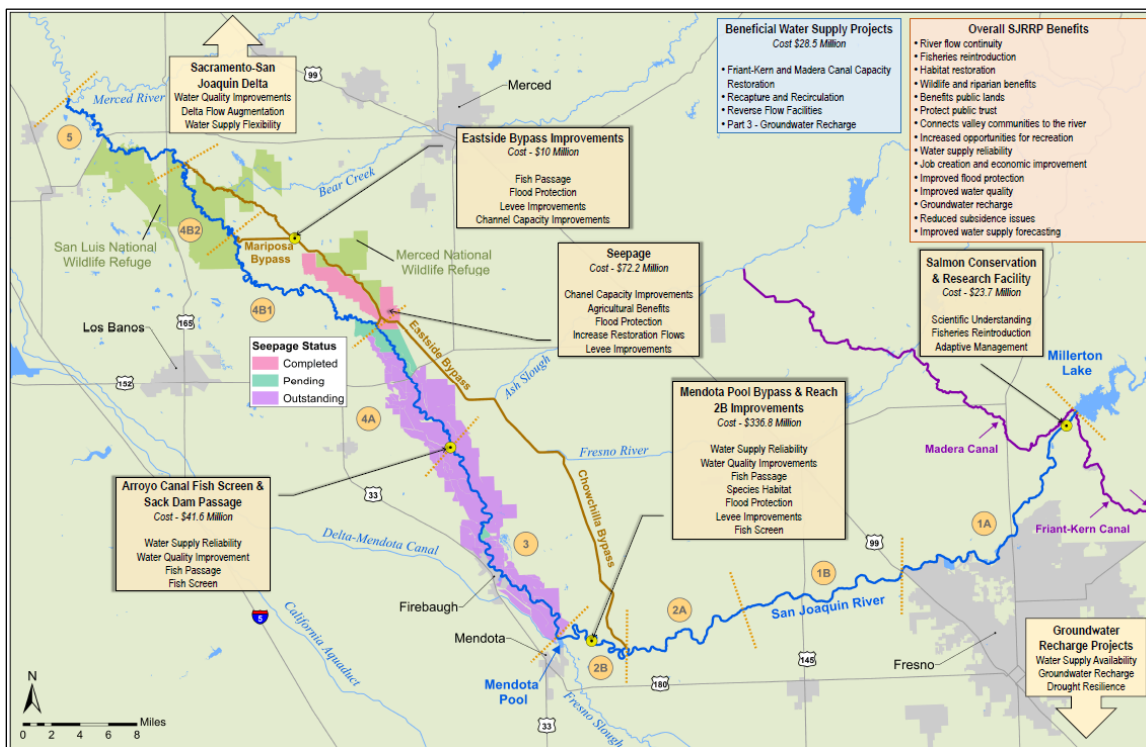 Sacramento-San
Joaquin Delta
Water Quality Improvements
Delta Flow Augmentation
Water Supply Flexibility
99
Merced
Merced River
5
Eastside Bypass Improvements
Cost - $10 Million
Fish Passage
Flood Protection
Levee Improvements
Channel Capacity Improvements
Beneficial Water Supply Projects
Cost $28.5 Million
• Friant-Kern and Madera Canal Capacity
Restoration
• Recapture and Recirculation
• Reverse Flow Facilities
• Part 3 - Groundwater Recharge
Overall SJRRP Benefits
• River flow continuity
• Fisheries reintroduction
• Habitat restoration
• Wildlife and riparian benefits
• Benefits public lands
• Protect public trust
• Connects valley communities to the river
• Increased opportunities for recreation
• Water supply reliability
• Job creation and economic improvement
• Improved flood protection
• Improved water quality
• Groundwater recharge
• Reduced subsidence issues
• Improved water supply forecasting
Bear Creek
4B2
San Luis National
Wildlife Refuge
Mariposa
Bypass
Merced National
Wildlife Refuge
Seepage
Cost - $72.2 Million
Chanel Capacity Improvements
Agricultural Benefits
Flood Protection
Increase Restoration Flows
Levee Improvements
Salmon Conservation
& Research Facility
Cost - $23.7 Million
Scientific Understanding
Fisheries Reintroduction
Adaptive Management
4B1
165
Los Banos
152
Seepage Status
Completed
Pending
Outstanding
Eastside Bypass
Ash Slough
Millerton
Lake
4A
Mendota Pool Bypass & Reach
2B Improvements
Cost - $336.8 Million
Water Supply Reliability
Water Quality Improvements
Fish Passage
Species Habitat
Flood Protection
Levee Improvements
Fish Screen
Fresno River
Madera Canal
Friant-Kern Canal
Arroyo Canal Fish Screen &
Sack Dam Passage
Cost - $41.6 Million
Water Supply Reliability
Water Quality Improvement
Fish Passage
Fish Screen
33
Delta-Mendota Canal
3
Chowchilla Bypass
1A
99
1B
2A
San Joaquin River
Firebaugh
California Aquaduct
5
Mendota
2B
Mendota
Pool
180
145
Fresno
Groundwater
Recharge Projects
Water Supply Availability
Groundwater Recharge
Drought Resilience
Fresno Slough
33
N
Miles
0 2 4 8